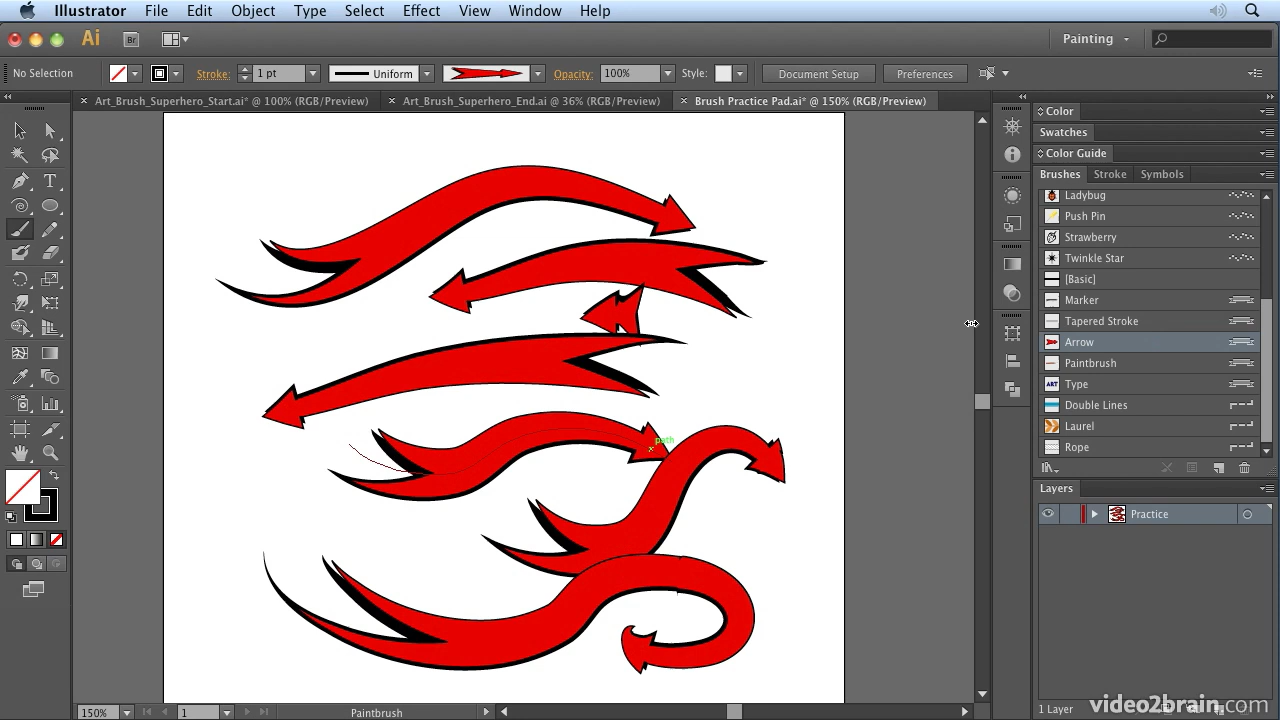 Illustrator File Edit Object Type Select Effect View Window Help
Ai Br Painting
No Selection Stroke: 1 pt Uniform Opacity: 100% Style: Document Setup Preferences
Art_Brush_Superhero_Start.ai* @ 100% (RGB/Preview) Art_Brush_Superhero_End.ai @ 36% (RGB/Preview) Brush Practice Pad.ai* @ 150% (RGB/Preview)
Color
Swatches
Color Guide
Brushes Stroke Symbols
Ladybug
Push Pin
Strawberry
Twinkle Star
[Basic]
Marker
Tapered Stroke
Arrow
Paintbrush
Type
Double Lines
Laurel
Rope
path
Layers
Practice
1 Layer
150% 1 Paintbrush
video2brain.com